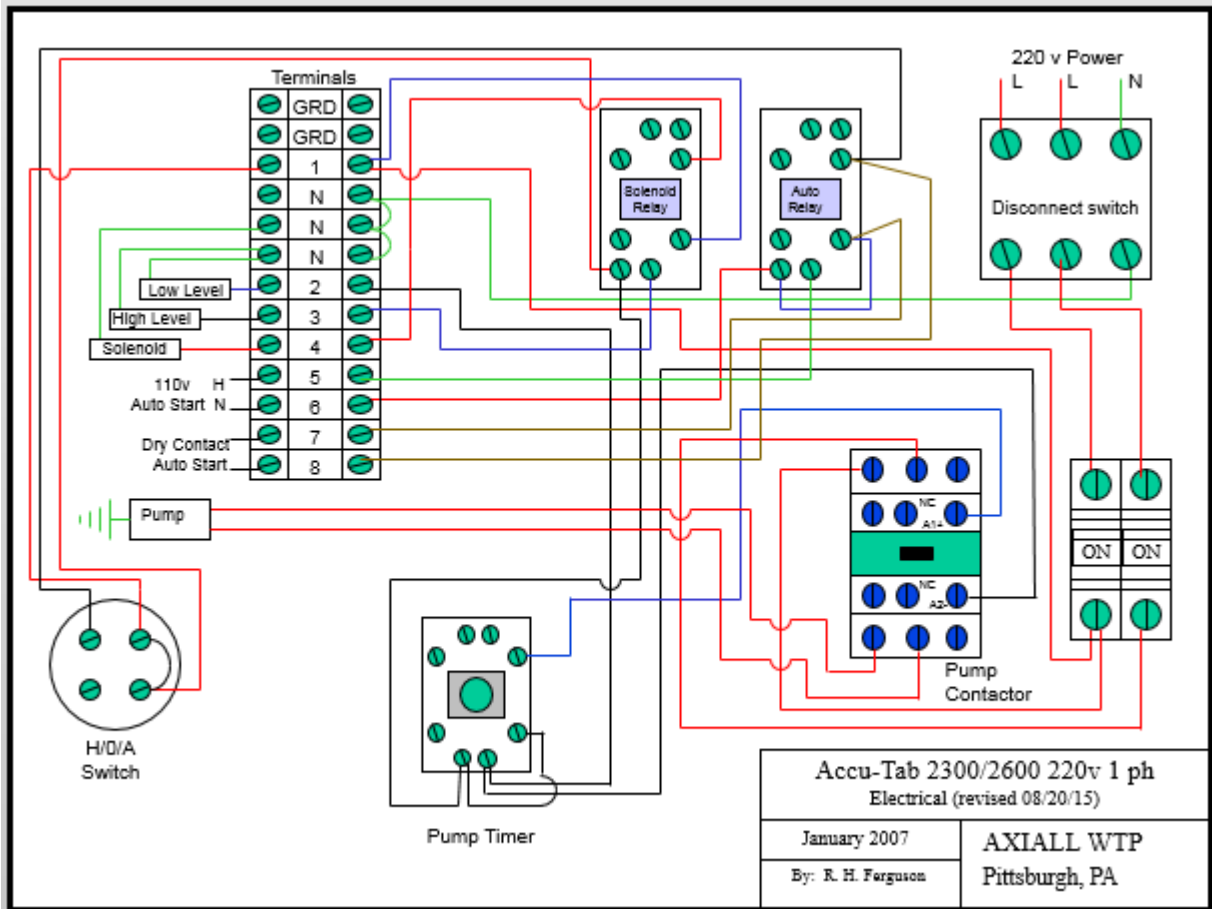 220 v Power
L L N
Terminals
GRD
GRD
1
N
N
N
2
3
4
5
6
7
8
Low Level
High Level
Solenoid
110v H
Auto Start N
Dry Contact
Auto Start
Pump
H/0/A
Switch
Solenoid
Relay
Auto
Relay
Disconnect switch
NC
A1+
NC
A2-
Pump
Contactor
ON ON
Pump Timer
Accu-Tab 2300/2600 220v 1 ph
Electrical (revised 08/20/15)
January 2007
By: R. H. Ferguson
AXIALL WTP
Pittsburgh, PA